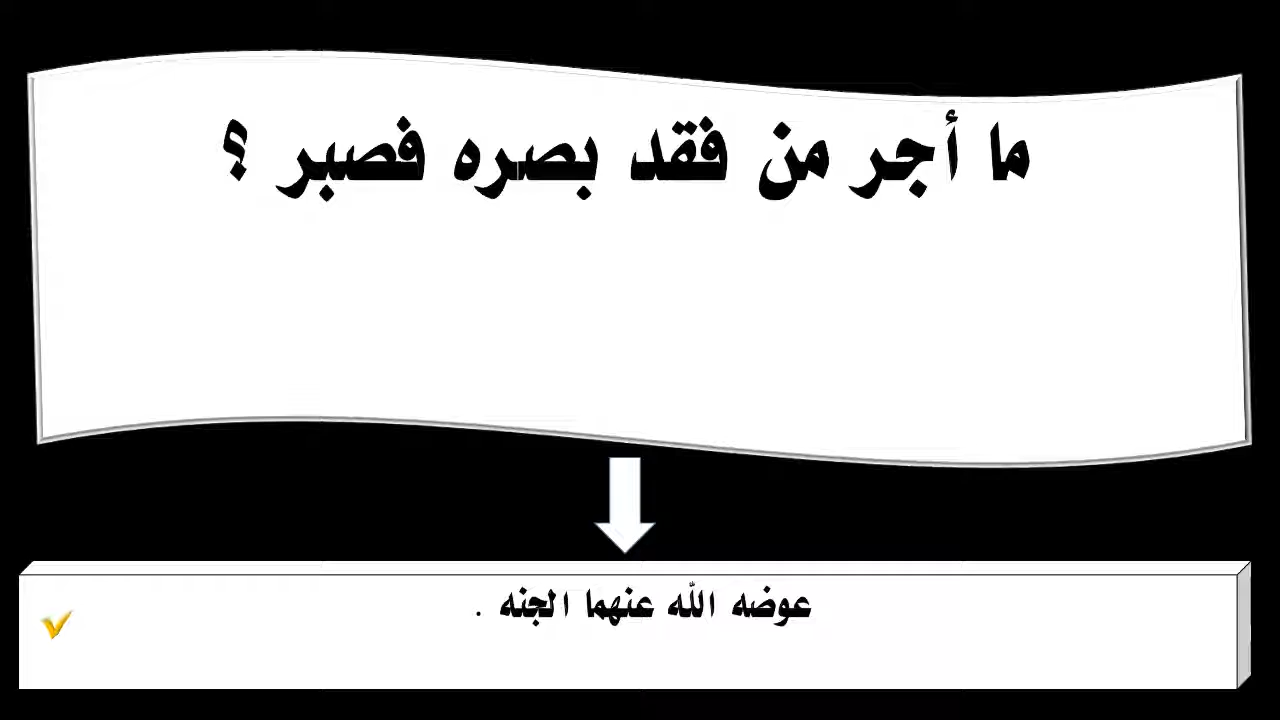 ما أجر من فقد بصره فصبر ؟
عوضه الله عنهما الجنه .